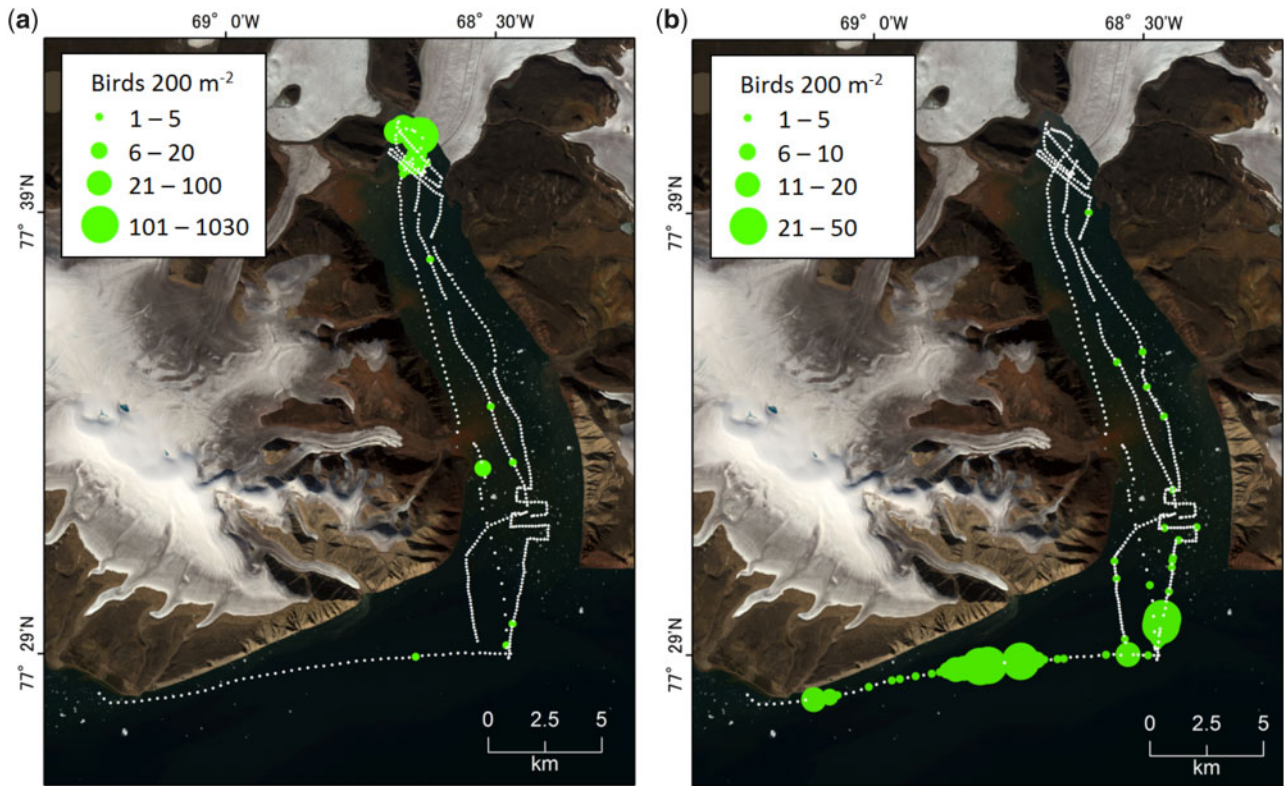 (a)
69° 0'W
68° 30'W
Birds 200 m-2
1 – 5
6 – 20
21 – 100
101 – 1030
77° 39'N
77° 29'N
0 2.5 5
km
(b)
69° 0'W
68° 30'W
Birds 200 m-2
1 – 5
6 – 10
11 – 20
21 – 50
77° 39'N
77° 29'N
0 2.5 5
km